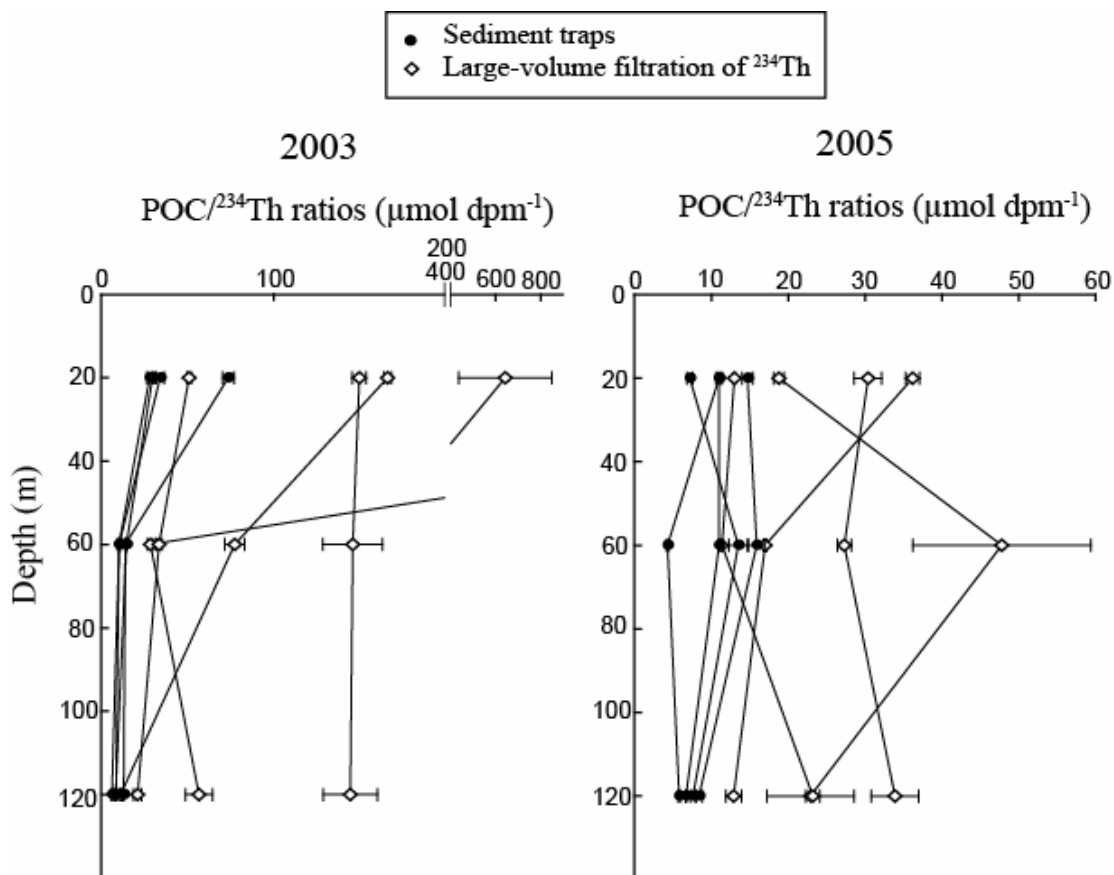 Sediment traps
Large-volume filtration of ²³⁴Th
2003
2005
POC/²³⁴Th ratios (µmol dpm⁻¹)
POC/²³⁴Th ratios (µmol dpm⁻¹)
200
0 100 400 600 800
0 10 20 30 40 50 60
0
20
40
60
80
100
120
Depth (m)
0
20
40
60
80
100
120